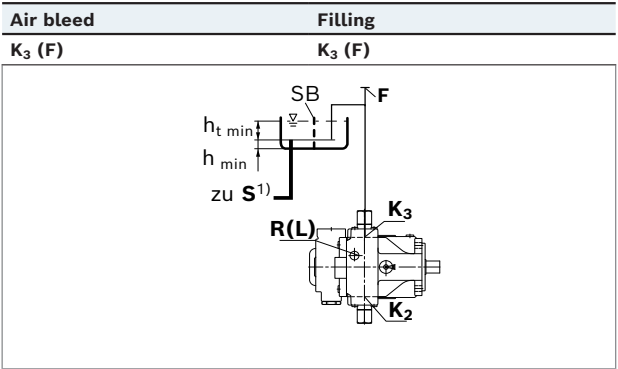 Air bleed Filling
K₃ (F) K₃ (F)
SB
F
hₜ ₘᵢₙ
h ₘᵢₙ
zu S¹⁾
K₃
R(L)
K₂